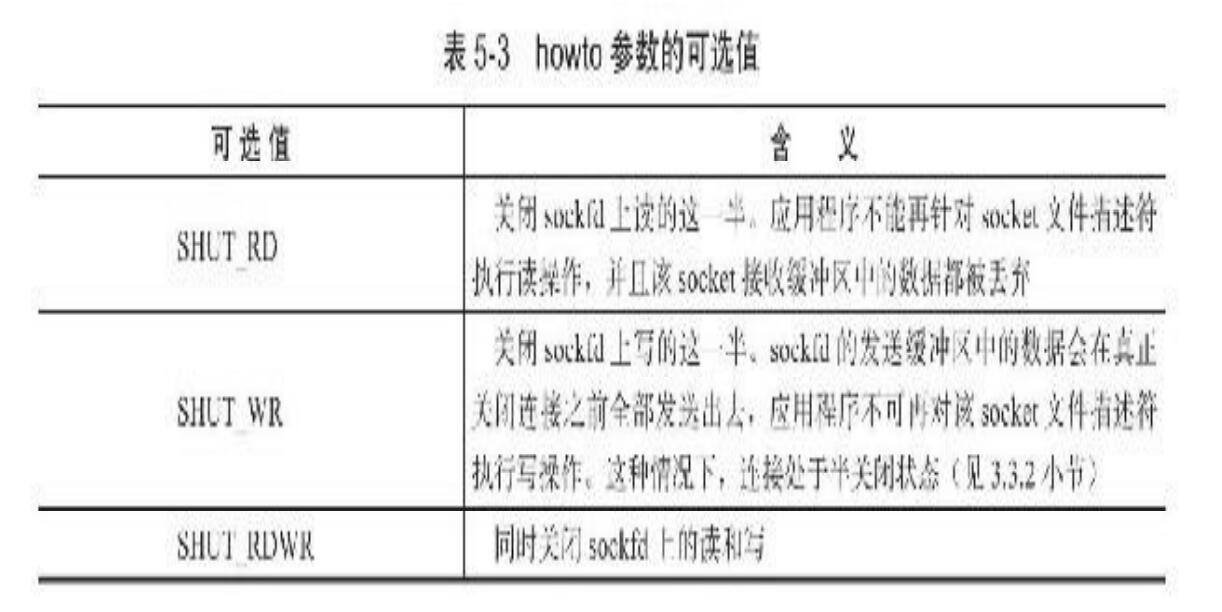 表 5-3 howto 参数的可选值
可选值 含 义
SHUT_RD
关闭 sockfd 上读的这一半。应用程序不能再针对 socket 文件描述符
执行读操作，并且该 socket 接收缓冲区中的数据都被丢弃
SHUT_WR
关闭 sockfd 上写的这一半。sockfd 的发送缓冲区中的数据会在真正
关闭连接之前全部发送出去，应用程序不可再对该 socket 文件描述符
执行写操作。这种情况下，连接处于半关闭状态（见 3.3.2 小节）
SHUT_RDWR 同时关闭 sockfd 上的读和写